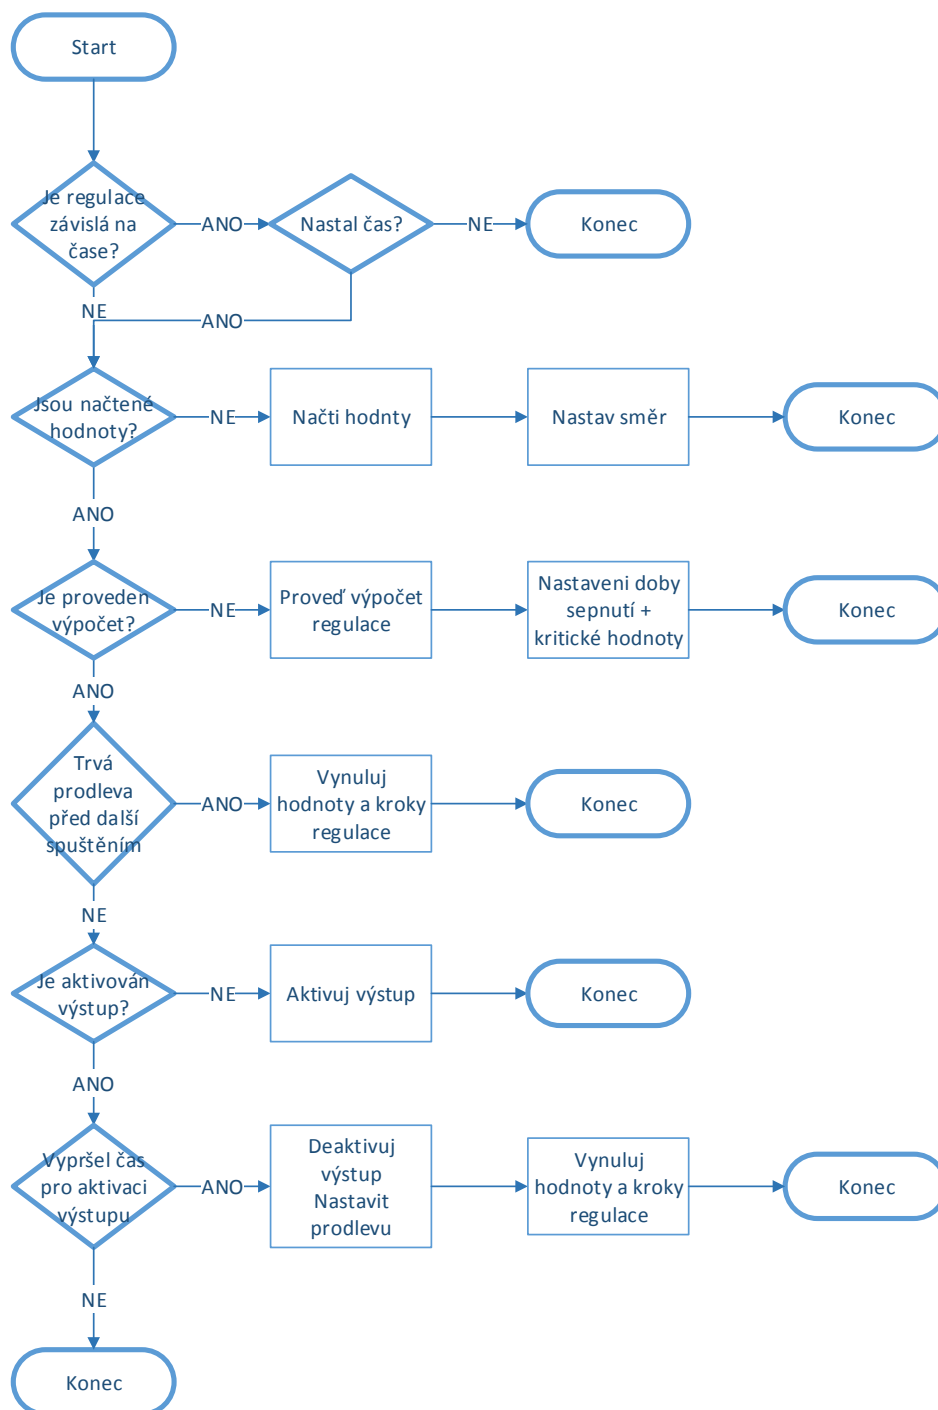 Start
Je regulace
závislá na
čase?
ANO
Nastal čas?
NE
Konec
NE
ANO
Jsou načtené
hodnoty?
NE
Načti hodnty
Nastav směr
Konec
ANO
Je proveden
výpočet?
NE
Proveď výpočet
regulace
Nastaveni doby
sepnutí +
kritické hodnoty
Konec
ANO
Trvá
prodleva
před další
spuštěním
ANO
Vynuluj
hodnoty a kroky
regulace
Konec
NE
Je aktivován
výstup?
NE
Aktivuj výstup
Konec
ANO
Vypršel čas
pro aktivaci
výstupu
ANO
Deaktivuj
výstup
Nastavit
prodlevu
Vynuluj
hodnoty a kroky
regulace
Konec
NE
Konec